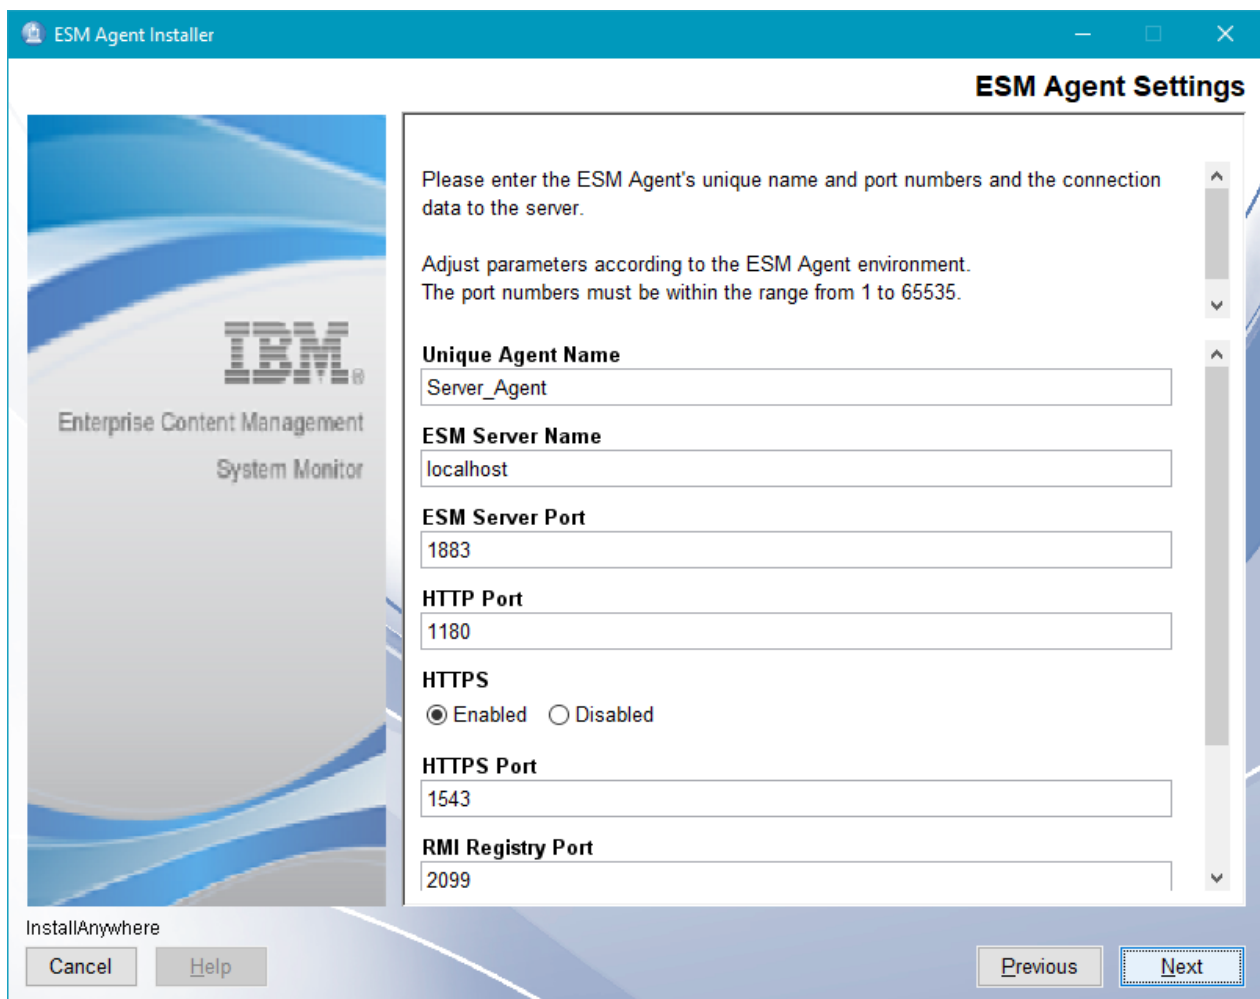 ESM Agent Installer
ESM Agent Settings
Please enter the ESM Agent's unique name and port numbers and the connection
data to the server.
Adjust parameters according to the ESM Agent environment.
The port numbers must be within the range from 1 to 65535.
IBM®
Enterprise Content Management
System Monitor
Unique Agent Name
Server_Agent
ESM Server Name
localhost
ESM Server Port
1883
HTTP Port
1180
HTTPS
Enabled Disabled
HTTPS Port
1543
RMI Registry Port
2099
InstallAnywhere
Cancel Help Previous Next